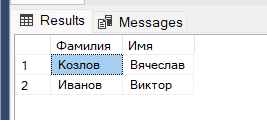 Results Messages
Фамилия Имя
1 Козлов Вячеслав
2 Иванов Виктор